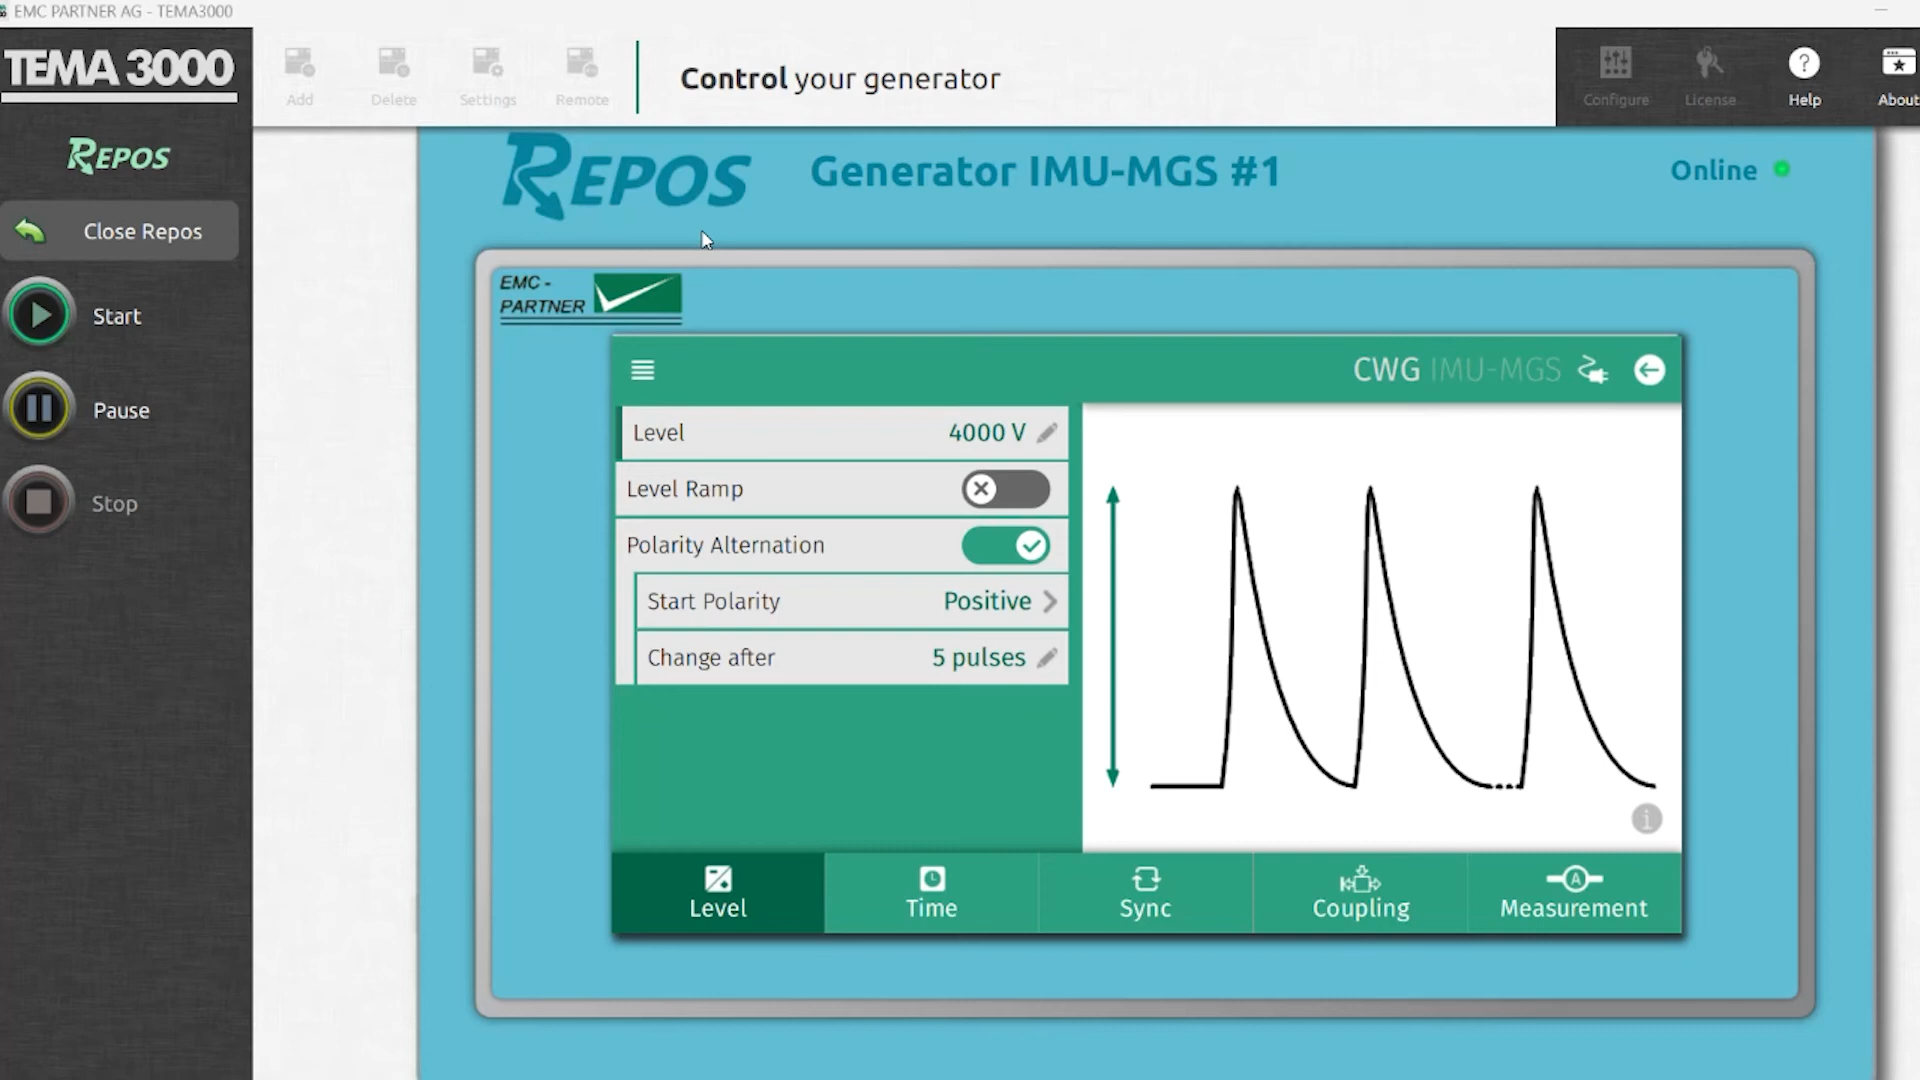 EMC PARTNER AG - TEMA3000
TEMA 3000
Add
Delete
Settings
Remote
Control your generator
Configure
License
Help
About
REPOS
Close Repos
Start
Pause
Stop
REPOS
Generator IMU-MGS #1
Online
EMC -
PARTNER
CWG IMU-MGS
Level 4000 V
Level Ramp
Polarity Alternation
Start Polarity Positive
Change after 5 pulses
i
Level
Time
Sync
Coupling
A
Measurement